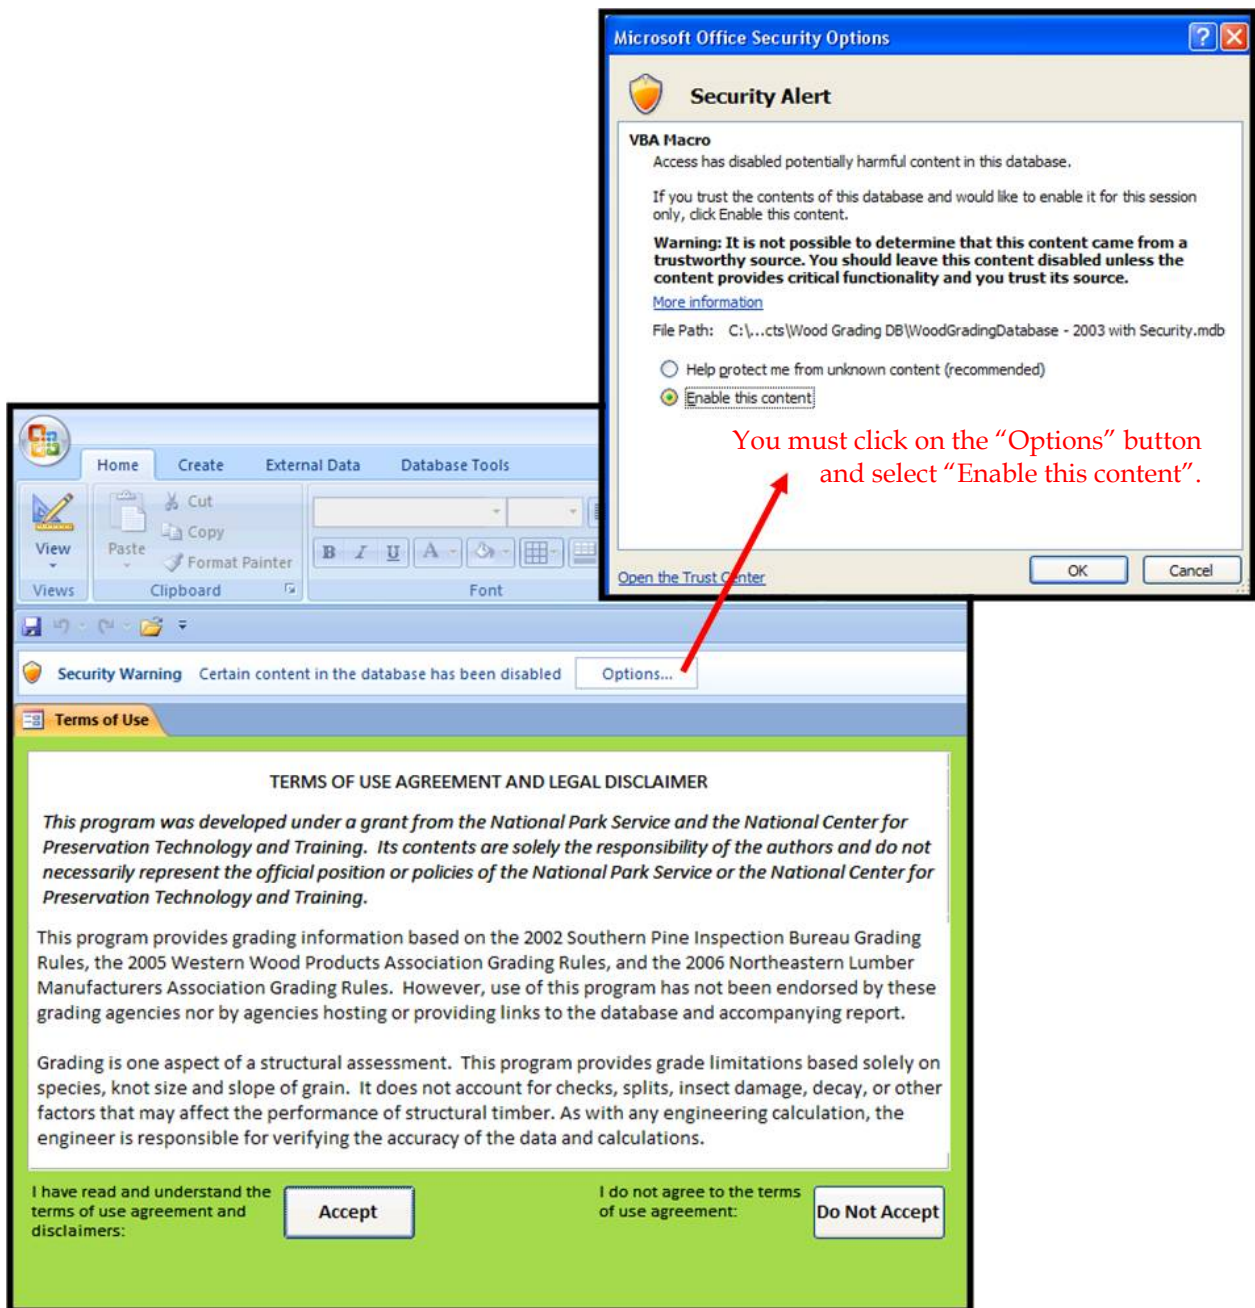 Microsoft Office Security Options
Security Alert
VBA Macro
Access has disabled potentially harmful content in this database.
If you trust the contents of this database and would like to enable it for this session
only, click Enable this content.
Warning: It is not possible to determine that this content came from a
trustworthy source. You should leave this content disabled unless the
content provides critical functionality and you trust its source.
More information
File Path: C:\...cts\Wood Grading DB\WoodGradingDatabase - 2003 with Security.mdb
Help protect me from unknown content (recommended)
Enable this content
You must click on the “Options” button
and select “Enable this content”.
Open the Trust Center
OK
Cancel
Home
Create
External Data
Database Tools
View
Paste
Cut
Copy
Format Painter
B I U A
Views
Clipboard
Font
Security Warning Certain content in the database has been disabled Options...
Terms of Use
TERMS OF USE AGREEMENT AND LEGAL DISCLAIMER
This program was developed under a grant from the National Park Service and the National Center for
Preservation Technology and Training. Its contents are solely the responsibility of the authors and do not
necessarily represent the official position or policies of the National Park Service or the National Center for
Preservation Technology and Training.
This program provides grading information based on the 2002 Southern Pine Inspection Bureau Grading
Rules, the 2005 Western Wood Products Association Grading Rules, and the 2006 Northeastern Lumber
Manufacturers Association Grading Rules. However, use of this program has not been endorsed by these
grading agencies nor by agencies hosting or providing links to the database and accompanying report.
Grading is one aspect of a structural assessment. This program provides grade limitations based solely on
species, knot size and slope of grain. It does not account for checks, splits, insect damage, decay, or other
factors that may affect the performance of structural timber. As with any engineering calculation, the
engineer is responsible for verifying the accuracy of the data and calculations.
I have read and understand the
terms of use agreement and
disclaimers:
Accept
I do not agree to the terms
of use agreement:
Do Not Accept